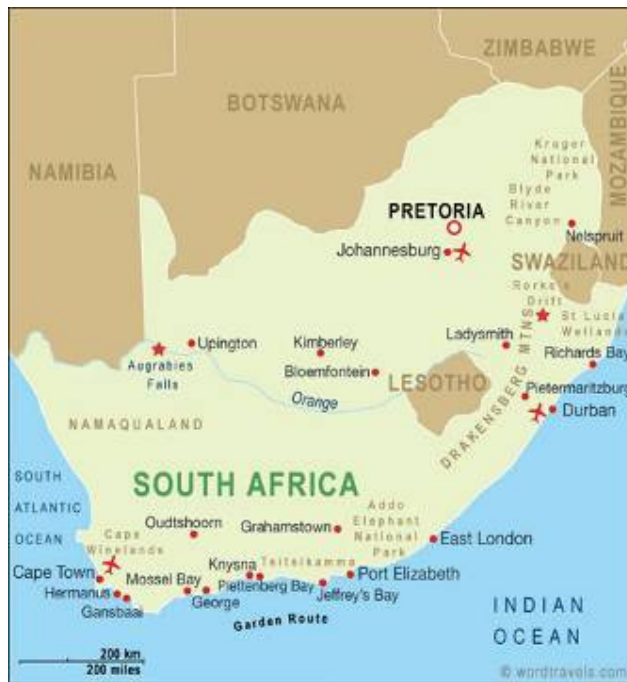 ZIMBABWE
BOTSWANA
MOZAMBIQUE
NAMIBIA
Kruger
National
Park
Blyde
River
Canyon
PRETORIA
Nelspruit
Johannesburg
SWAZILAND
Rorke's
Drift
St Lucia
Wetlands
Upington
Kimberley
Ladysmith
Richards Bay
Augrabies
Falls
Bloemfontein
LESOTHO
DRAKENSBERG MTNS
Pietermaritzburg
Orange
Durban
NAMAQUALAND
SOUTH
ATLANTIC
OCEAN
SOUTH AFRICA
Addo
Elephant
National
Park
Oudtshoorn
Grahamstown
East London
Cape
Winelands
Knysna
Tsitsikamma
Cape Town
Mossel Bay
Plettenberg Bay
Port Elizabeth
Hermanus
George
Jeffrey's Bay
Gansbaai
Garden Route
INDIAN
OCEAN
200 km
200 miles
© wordtravels.com